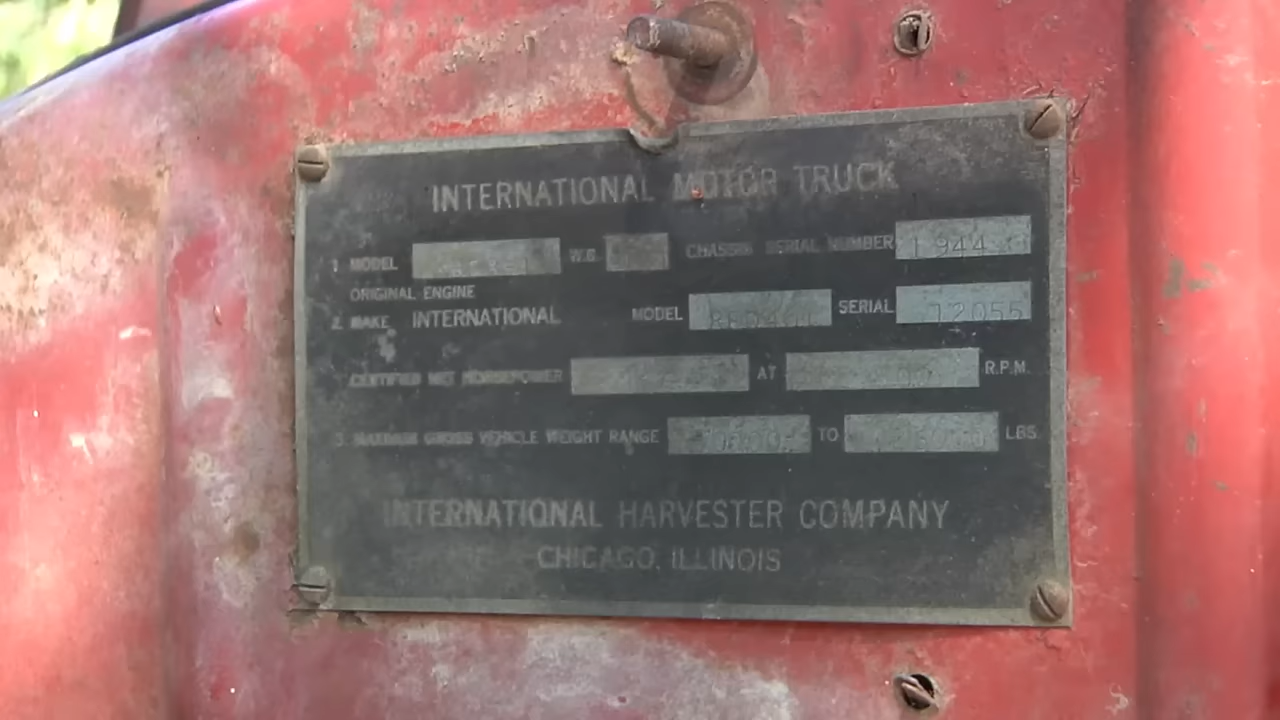 INTERNATIONAL MOTOR TRUCK
1. MODEL W.B. CHASSIS SERIAL NUMBER
ORIGINAL ENGINE
2. MAKE INTERNATIONAL MODEL SERIAL 12055
CERTIFIED NET HORSEPOWER AT R.P.M.
3. MAXIMUM GROSS VEHICLE WEIGHT RANGE TO LBS.
INTERNATIONAL HARVESTER COMPANY
CHICAGO, ILLINOIS